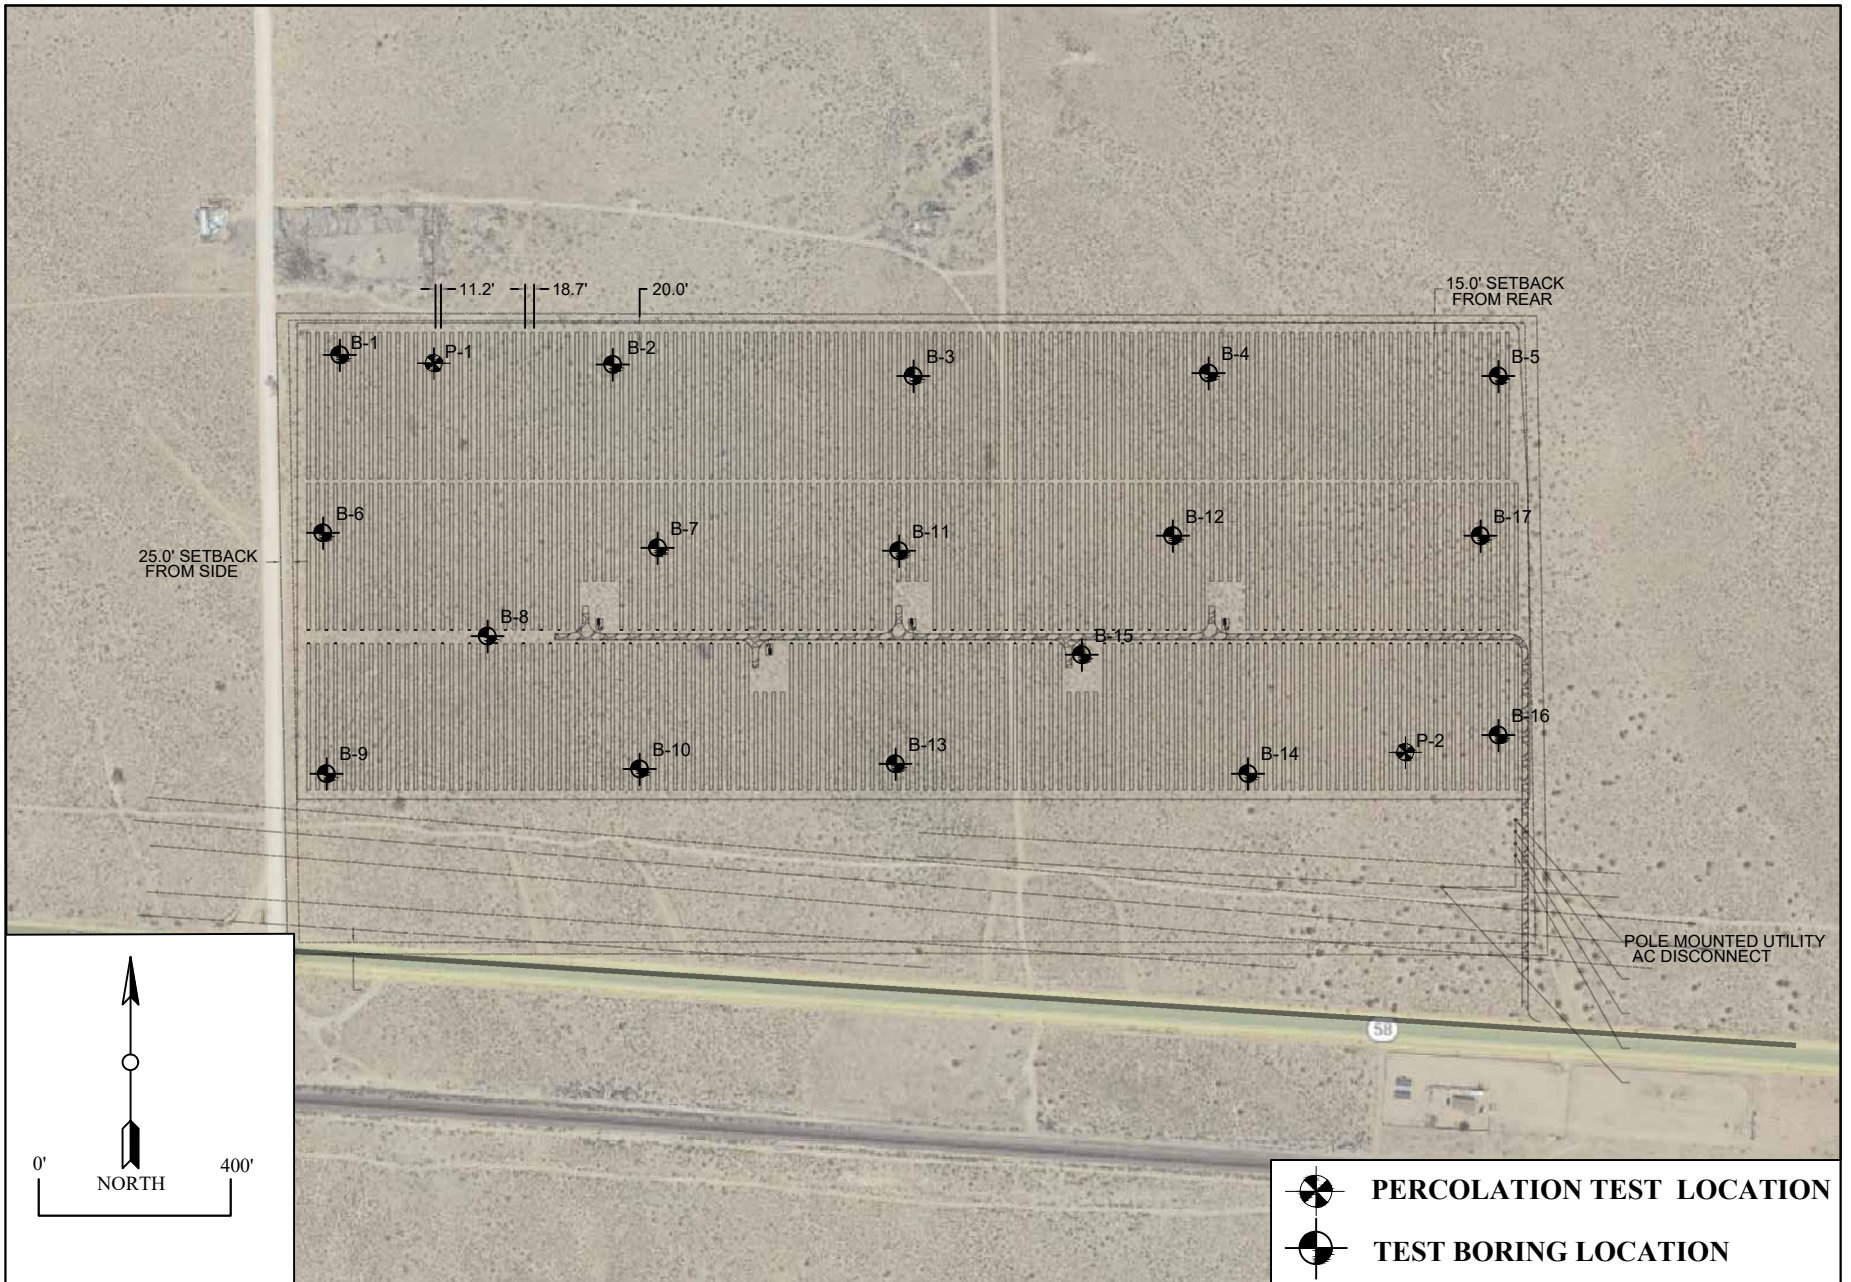 11.2'
18.7'
20.0'
15.0' SETBACK
FROM REAR
B-1
P-1
B-2
B-3
B-4
B-5
B-6
B-7
B-11
B-12
B-17
25.0' SETBACK
FROM SIDE
B-8
B-15
B-16
B-9
B-10
B-13
B-14
P-2
POLE MOUNTED UTILITY
AC DISCONNECT
58
0'
400'
NORTH
PERCOLATION TEST LOCATION
TEST BORING LOCATION